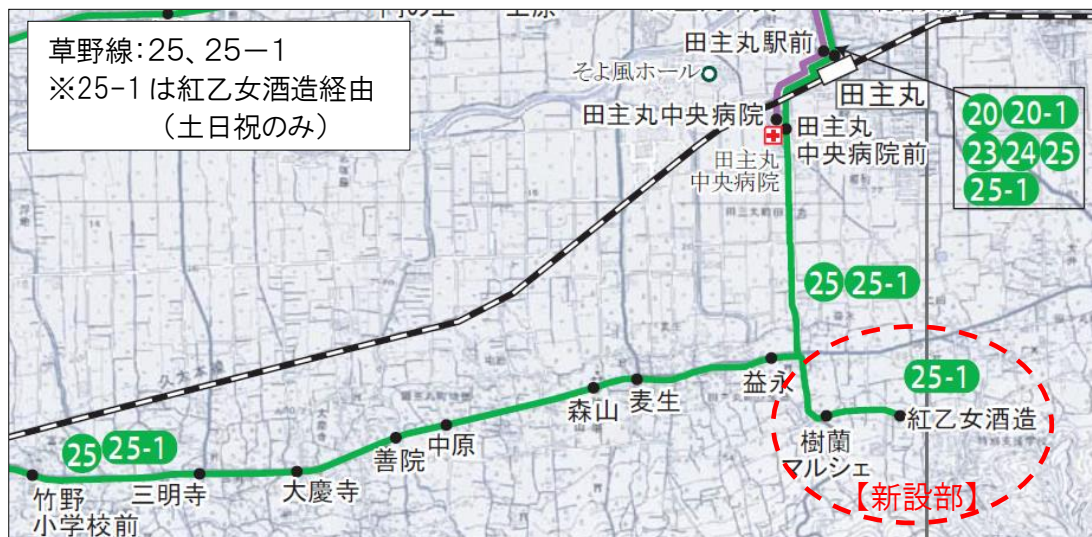 草野線：25、25－1
※25-1は紅乙女酒造経由
（土日祝のみ）
田主丸駅前
そよ風ホール
田主丸
田主丸中央病院
田主丸
中央病院前
田主丸
中央病院
20 20-1
23 24 25
25-1
25 25-1
久大本線
益永
25-1
麦生
森山
紅乙女酒造
樹蘭
マルシェ
【新設部】
中原
善院
25 25-1
大慶寺
三明寺
竹野
小学校前